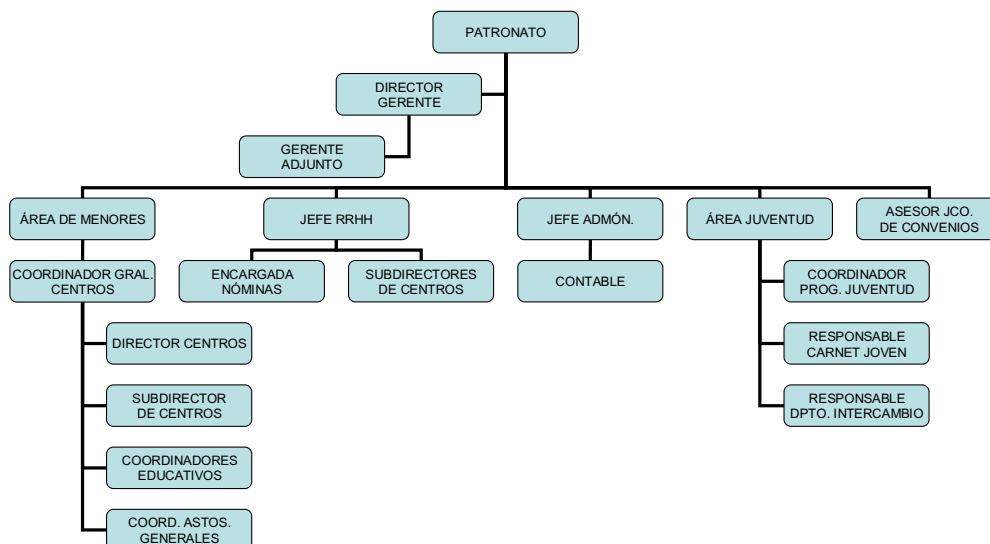 PATRONATO
DIRECTOR
GERENTE
GERENTE
ADJUNTO
ÁREA DE MENORES
JEFE RRHH
JEFE ADMÓN.
ÁREA JUVENTUD
ASESOR JCO.
DE CONVENIOS
COORDINADOR GRAL.
CENTROS
ENCARGADA
NÓMINAS
SUBDIRECTORES
DE CENTROS
CONTABLE
COORDINADOR
PROG. JUVENTUD
DIRECTOR CENTROS
RESPONSABLE
CARNET JOVEN
SUBDIRECTOR
DE CENTROS
RESPONSABLE
DPTO. INTERCAMBIO
COORDINADORES
EDUCATIVOS
COORD. ASTOS.
GENERALES